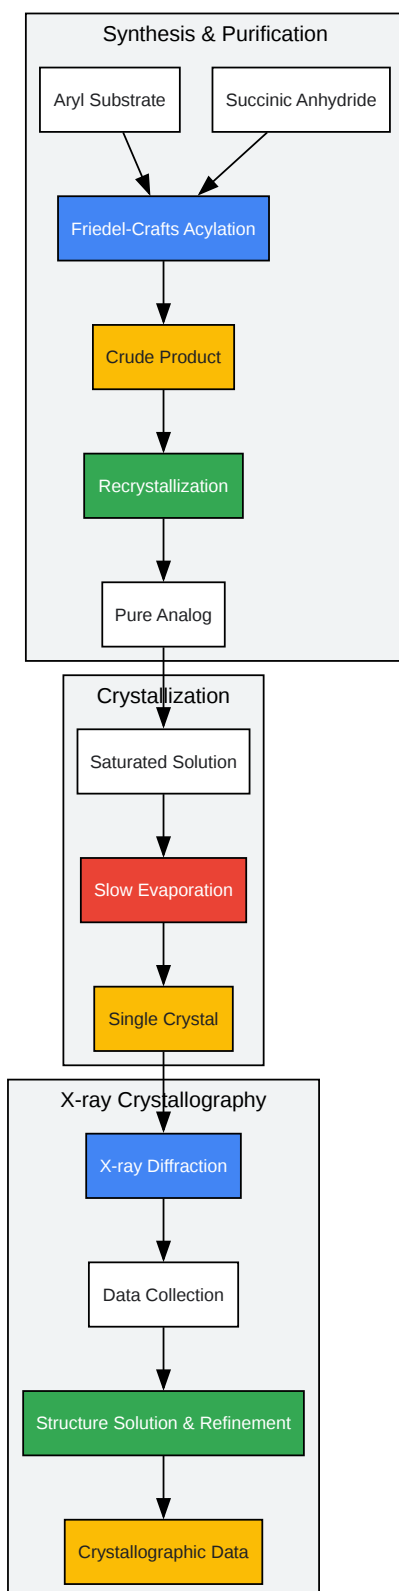 Synthesis & Purification
Aryl Substrate
Succinic Anhydride
Friedel-Crafts Acylation
Crude Product
Recrystallization
Pure Analog
Crystallization
Saturated Solution
Slow Evaporation
Single Crystal
X-ray Crystallography
X-ray Diffraction
Data Collection
Structure Solution & Refinement
Crystallographic Data